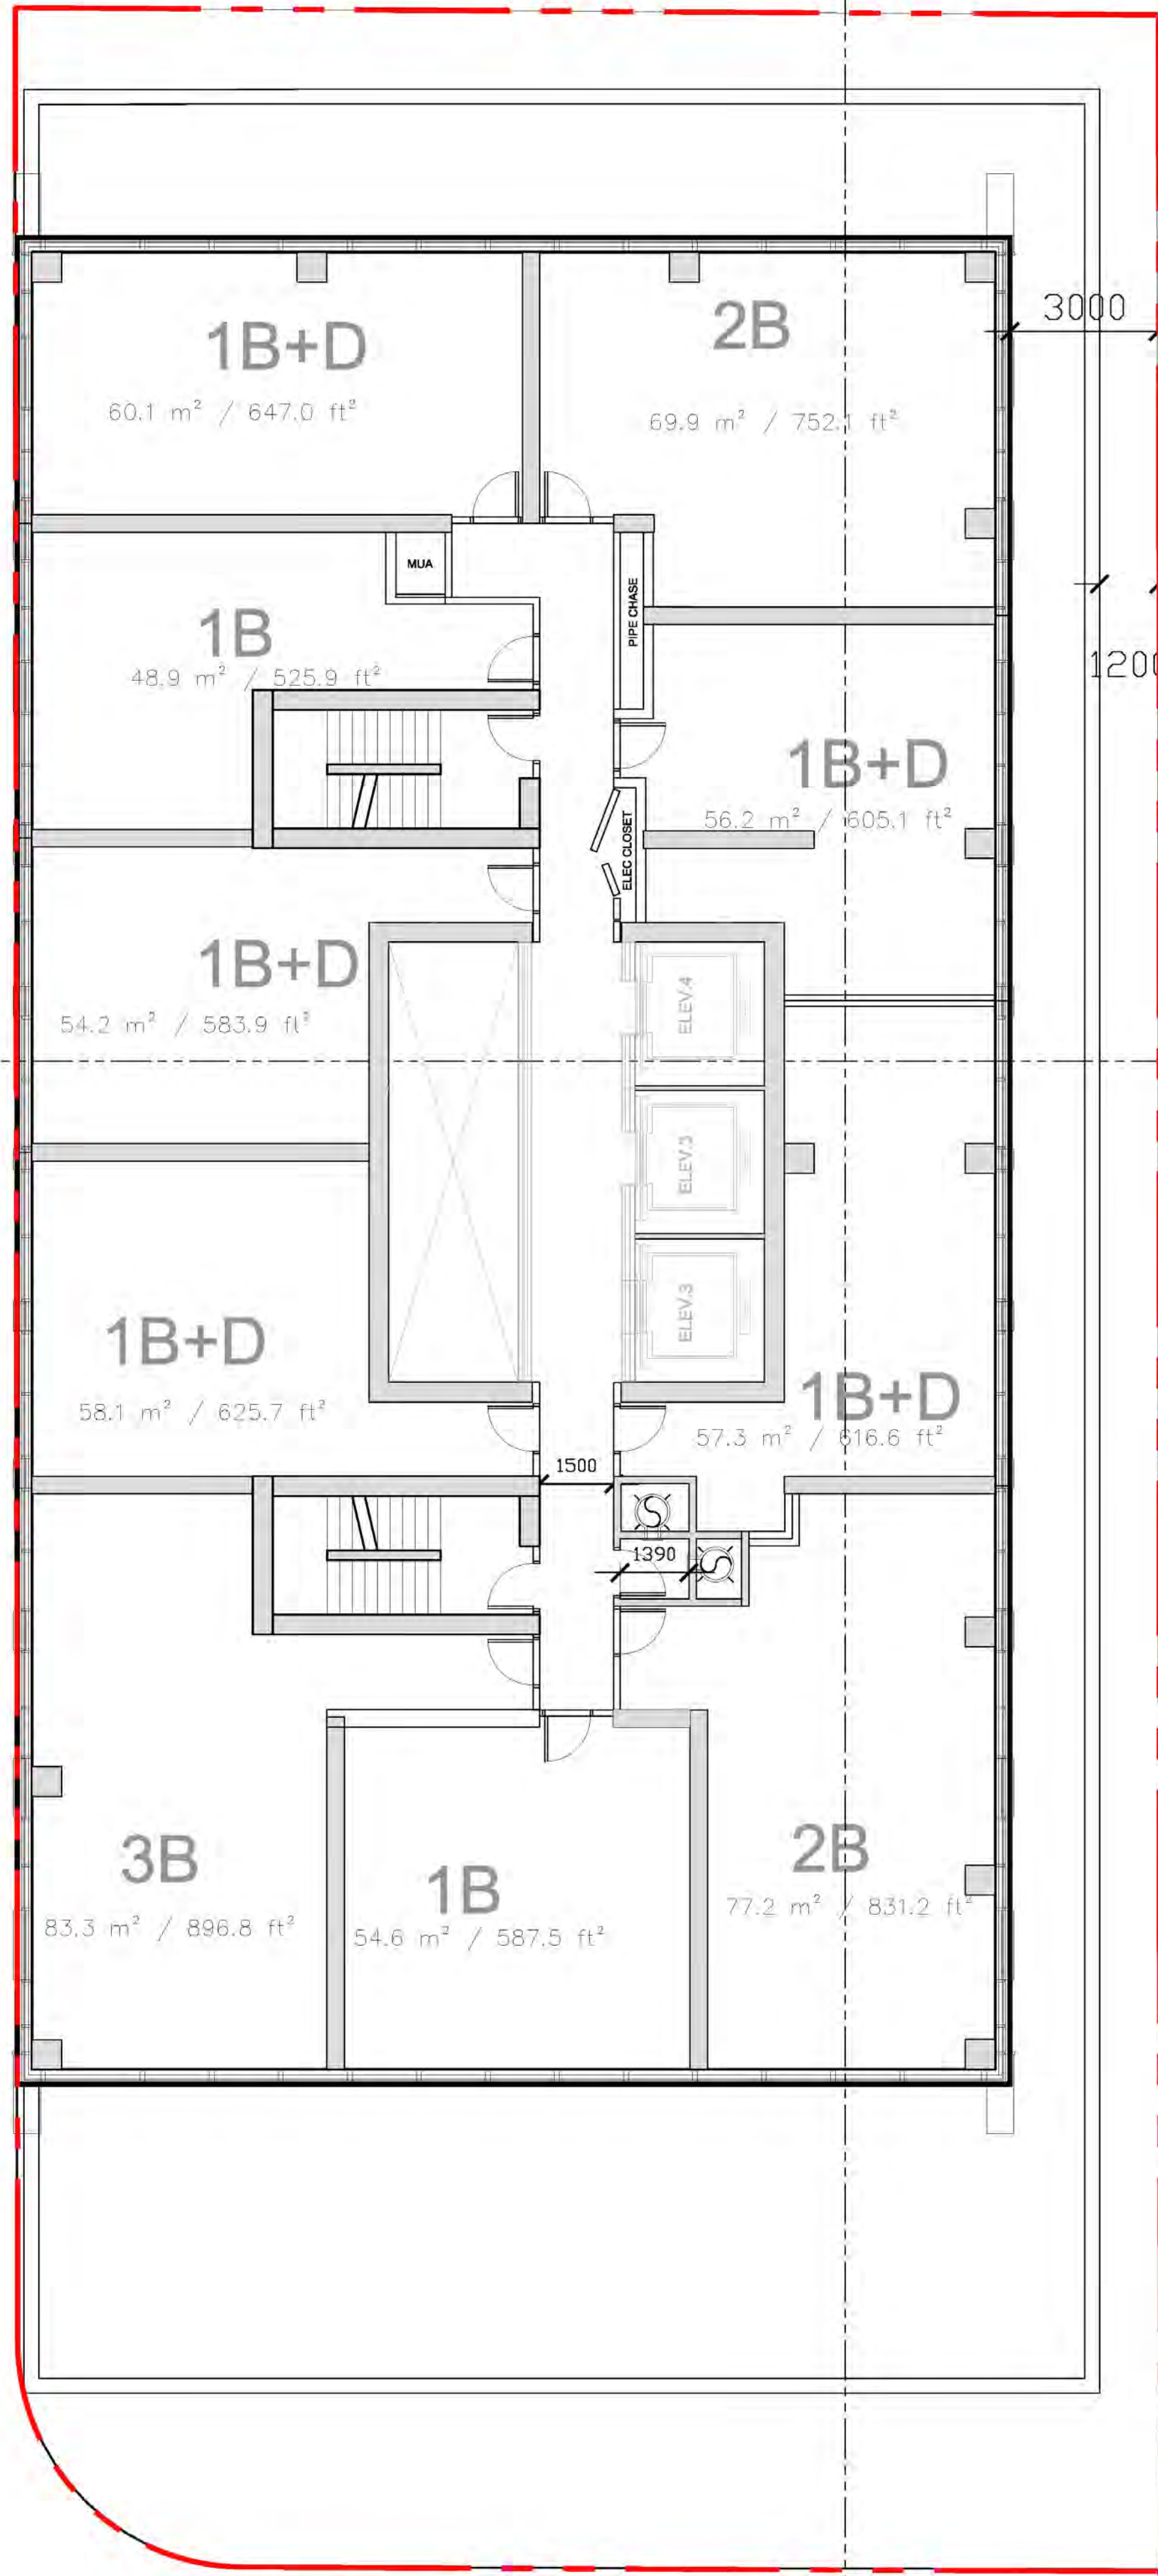 3000
1B+D
60.1 m² / 647.0 ft²
2B
69.9 m² / 752.1 ft²
MUA
PIPE CHASE
1B
48.9 m² / 525.9 ft²
1200
1B+D
56.2 m² / 605.1 ft²
ELEC CLOSET
1B+D
54.2 m² / 583.9 ft²
ELEV.4
ELEV.3
ELEV.3
1B+D
58.1 m² / 625.7 ft²
1B+D
57.3 m² / 616.6 ft²
1500
1390
3B
83.3 m² / 896.8 ft²
1B
54.6 m² / 587.5 ft²
2B
77.2 m² / 831.2 ft²